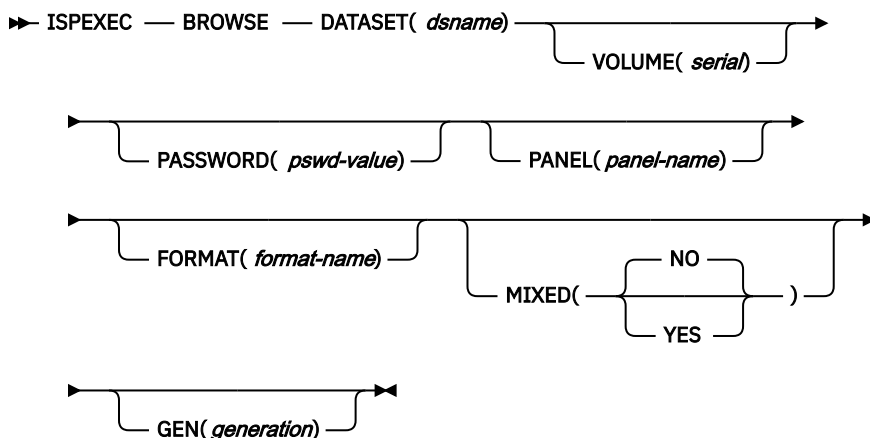 ISPEXEC BROWSE DATASET( dsname)
VOLUME( serial)
PASSWORD( pswd-value)
PANEL( panel-name)
FORMAT( format-name)
NO
MIXED( )
YES
GEN( generation)